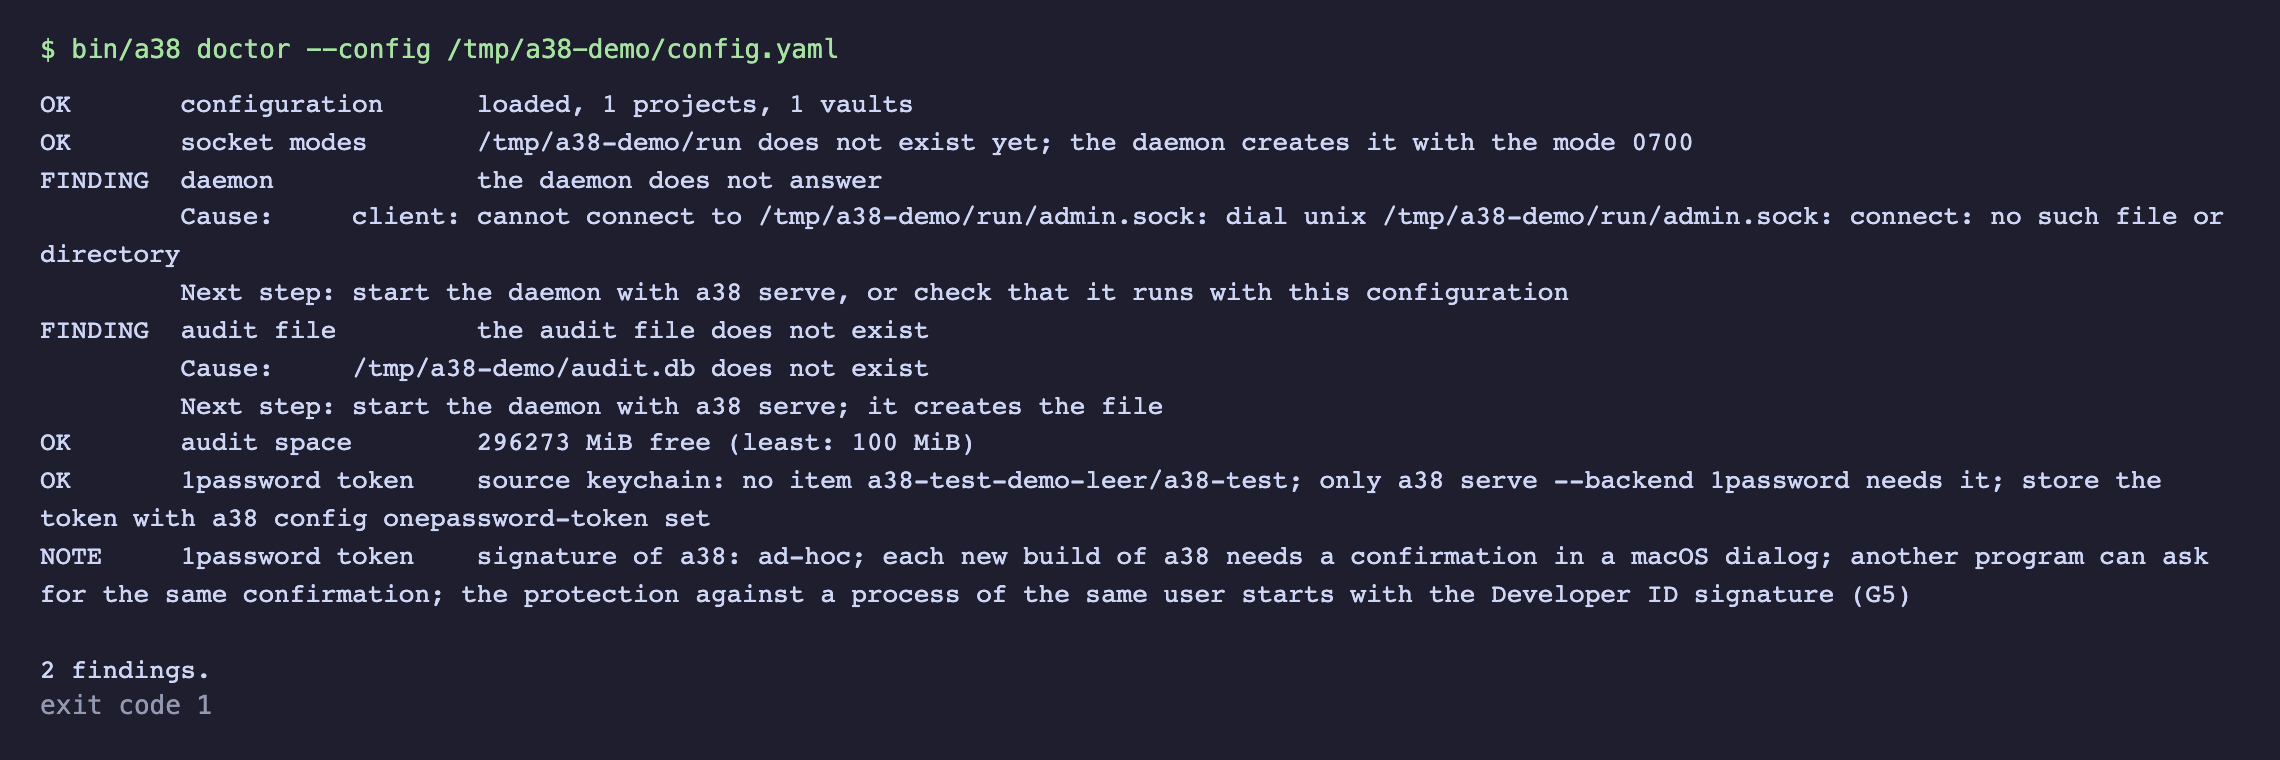 $ bin/a38 doctor --config /tmp/a38-demo/config.yaml
OK       configuration      loaded, 1 projects, 1 vaults
OK       socket modes       /tmp/a38-demo/run does not exist yet; the daemon creates it with the mode 0700
FINDING  daemon             the daemon does not answer
         Cause:     client: cannot connect to /tmp/a38-demo/run/admin.sock: dial unix /tmp/a38-demo/run/admin.sock: connect: no such file or
directory
         Next step: start the daemon with a38 serve, or check that it runs with this configuration
FINDING  audit file         the audit file does not exist
         Cause:     /tmp/a38-demo/audit.db does not exist
         Next step: start the daemon with a38 serve; it creates the file
OK       audit space        296273 MiB free (least: 100 MiB)
OK       1password token    source keychain: no item a38-test-demo-leer/a38-test; only a38 serve --backend 1password needs it; store the
token with a38 config onepassword-token set
NOTE     1password token    signature of a38: ad-hoc; each new build of a38 needs a confirmation in a macOS dialog; another program can ask
for the same confirmation; the protection against a process of the same user starts with the Developer ID signature (G5)

2 findings.
exit code 1